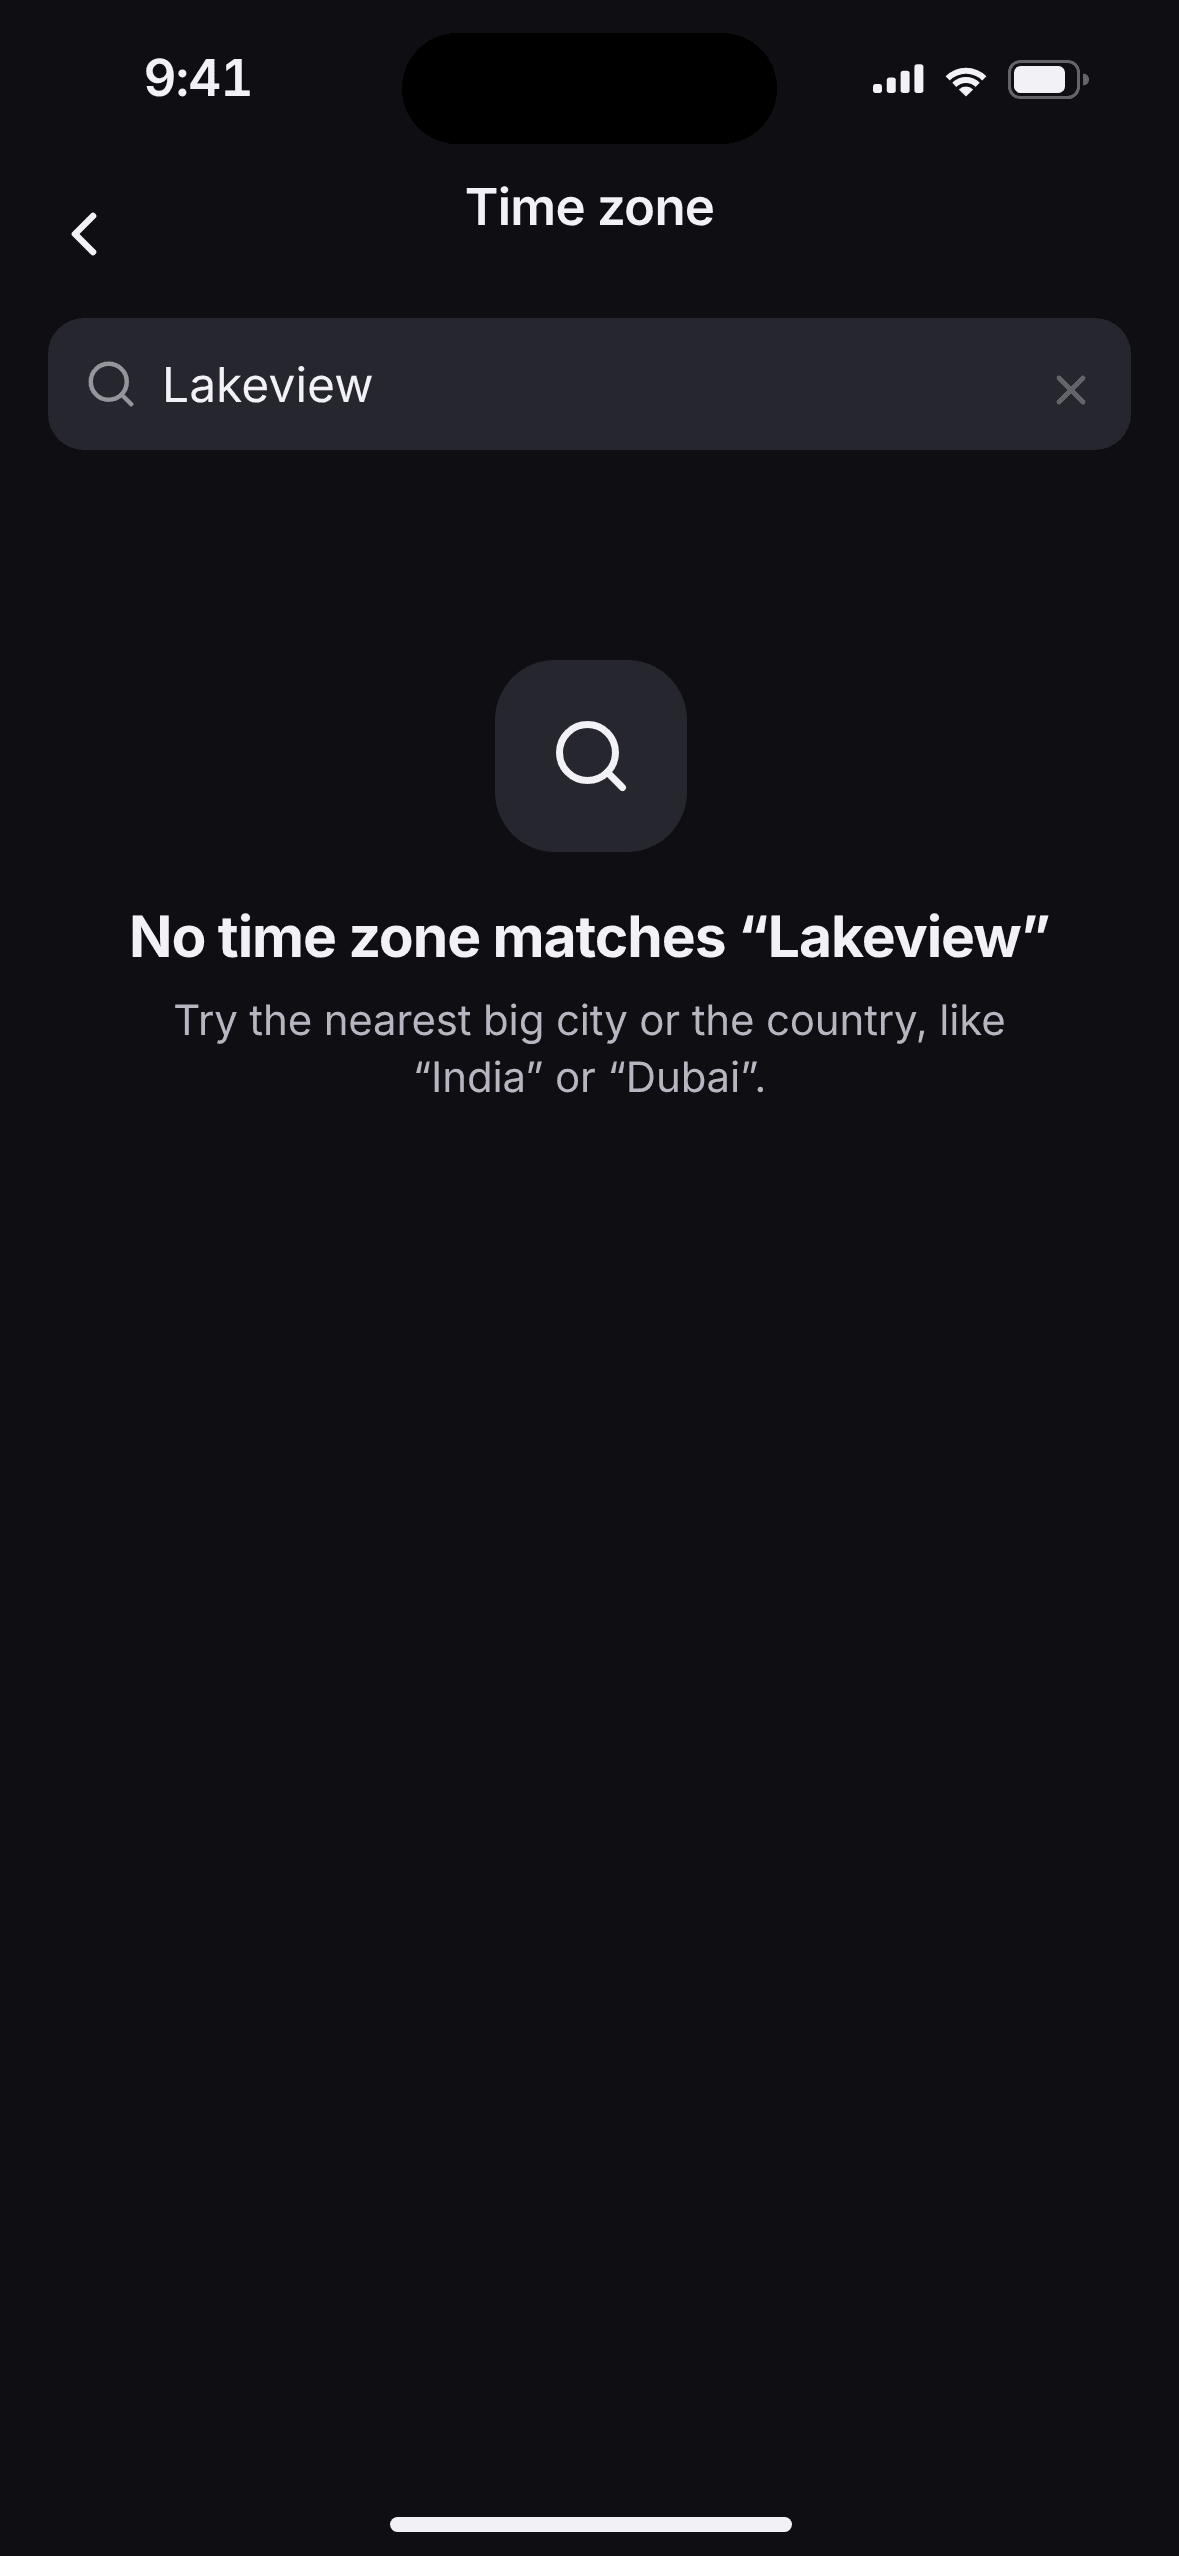 9:41
Time zone
Lakeview
No time zone matches “Lakeview”
Try the nearest big city or the country, like
“India” or “Dubai”.